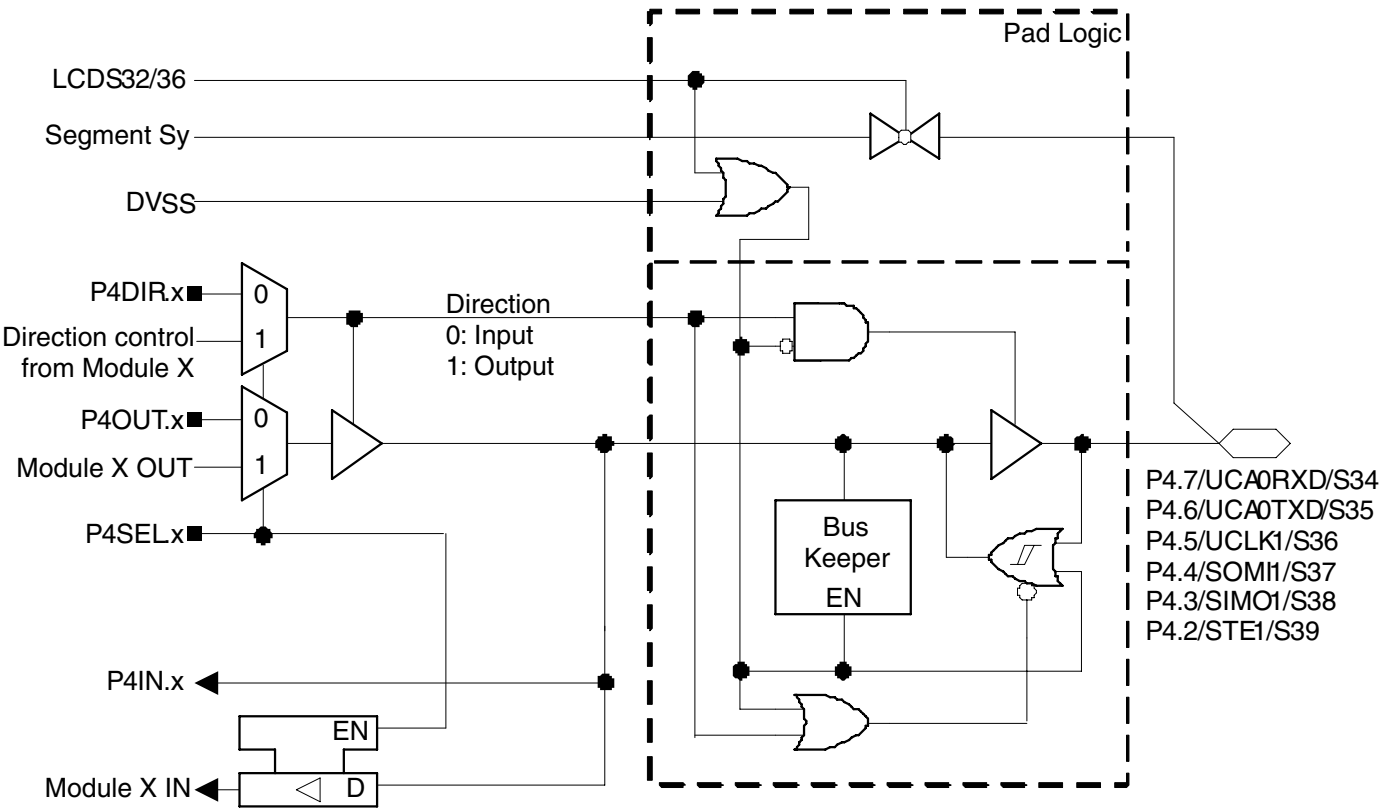 Pad Logic
LCDS32/36
Segment Sy
DVSS
P4DIR.x
0
Direction control
from Module X
1
Direction
0: Input
1: Output
P4OUT.x
0
Module X OUT
1
P4SEL.x
Bus
Keeper
EN
P4.7/UCA0RXD/S34
P4.6/UCA0TXD/S35
P4.5/UCLK1/S36
P4.4/SOMI1/S37
P4.3/SIMO1/S38
P4.2/STE1/S39
P4IN.x
EN
Module X IN
D